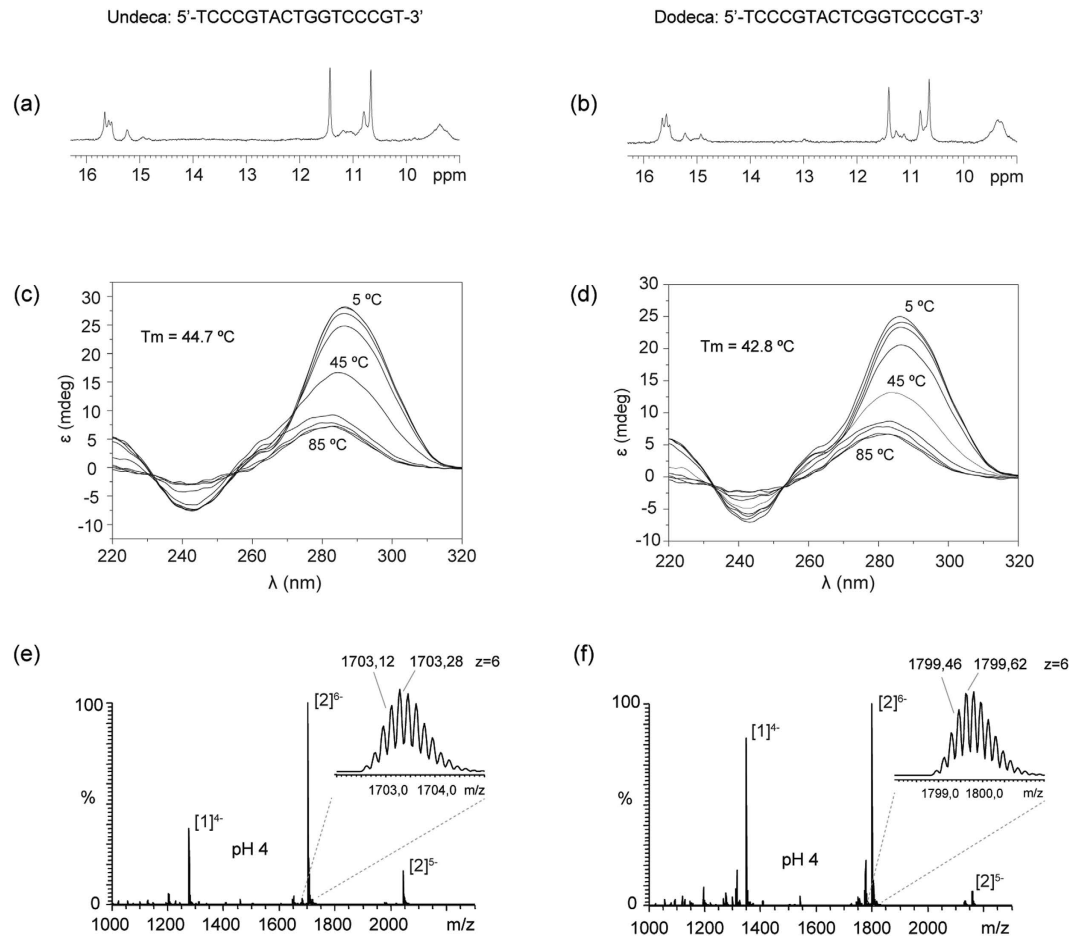 Undeca: 5’-TCCCGTACTGGTCCCGT-3’
Dodeca: 5’-TCCCGTACTCGGTCCCGT-3’
(a)
16 15 14 13 12 11 10 ppm
(b)
16 15 14 13 12 11 10 ppm
(c)
ε (mdeg)
30
25
20
15
10
5
0
-5
-10
5 ºC
Tm = 44.7 ºC
45 ºC
85 ºC
220 240 260 280 300 320
λ (nm)
(d)
ε (mdeg)
30
25
20
15
10
5
0
-5
-10
5 ºC
Tm = 42.8 ºC
45 ºC
85 ºC
220 240 260 280 300 320
λ (nm)
(e)
1703,12 1703,28 z=6
100
[2]6-
1703,0 1704,0 m/z
%
[1]4-
pH 4
[2]5-
0
1000 1200 1400 1600 1800 2000 m/z
(f)
1799,46 1799,62 z=6
100
[2]6-
[1]4-
1799,0 1800,0 m/z
%
pH 4
[2]5-
0
1000 1200 1400 1600 1800 2000 m/z